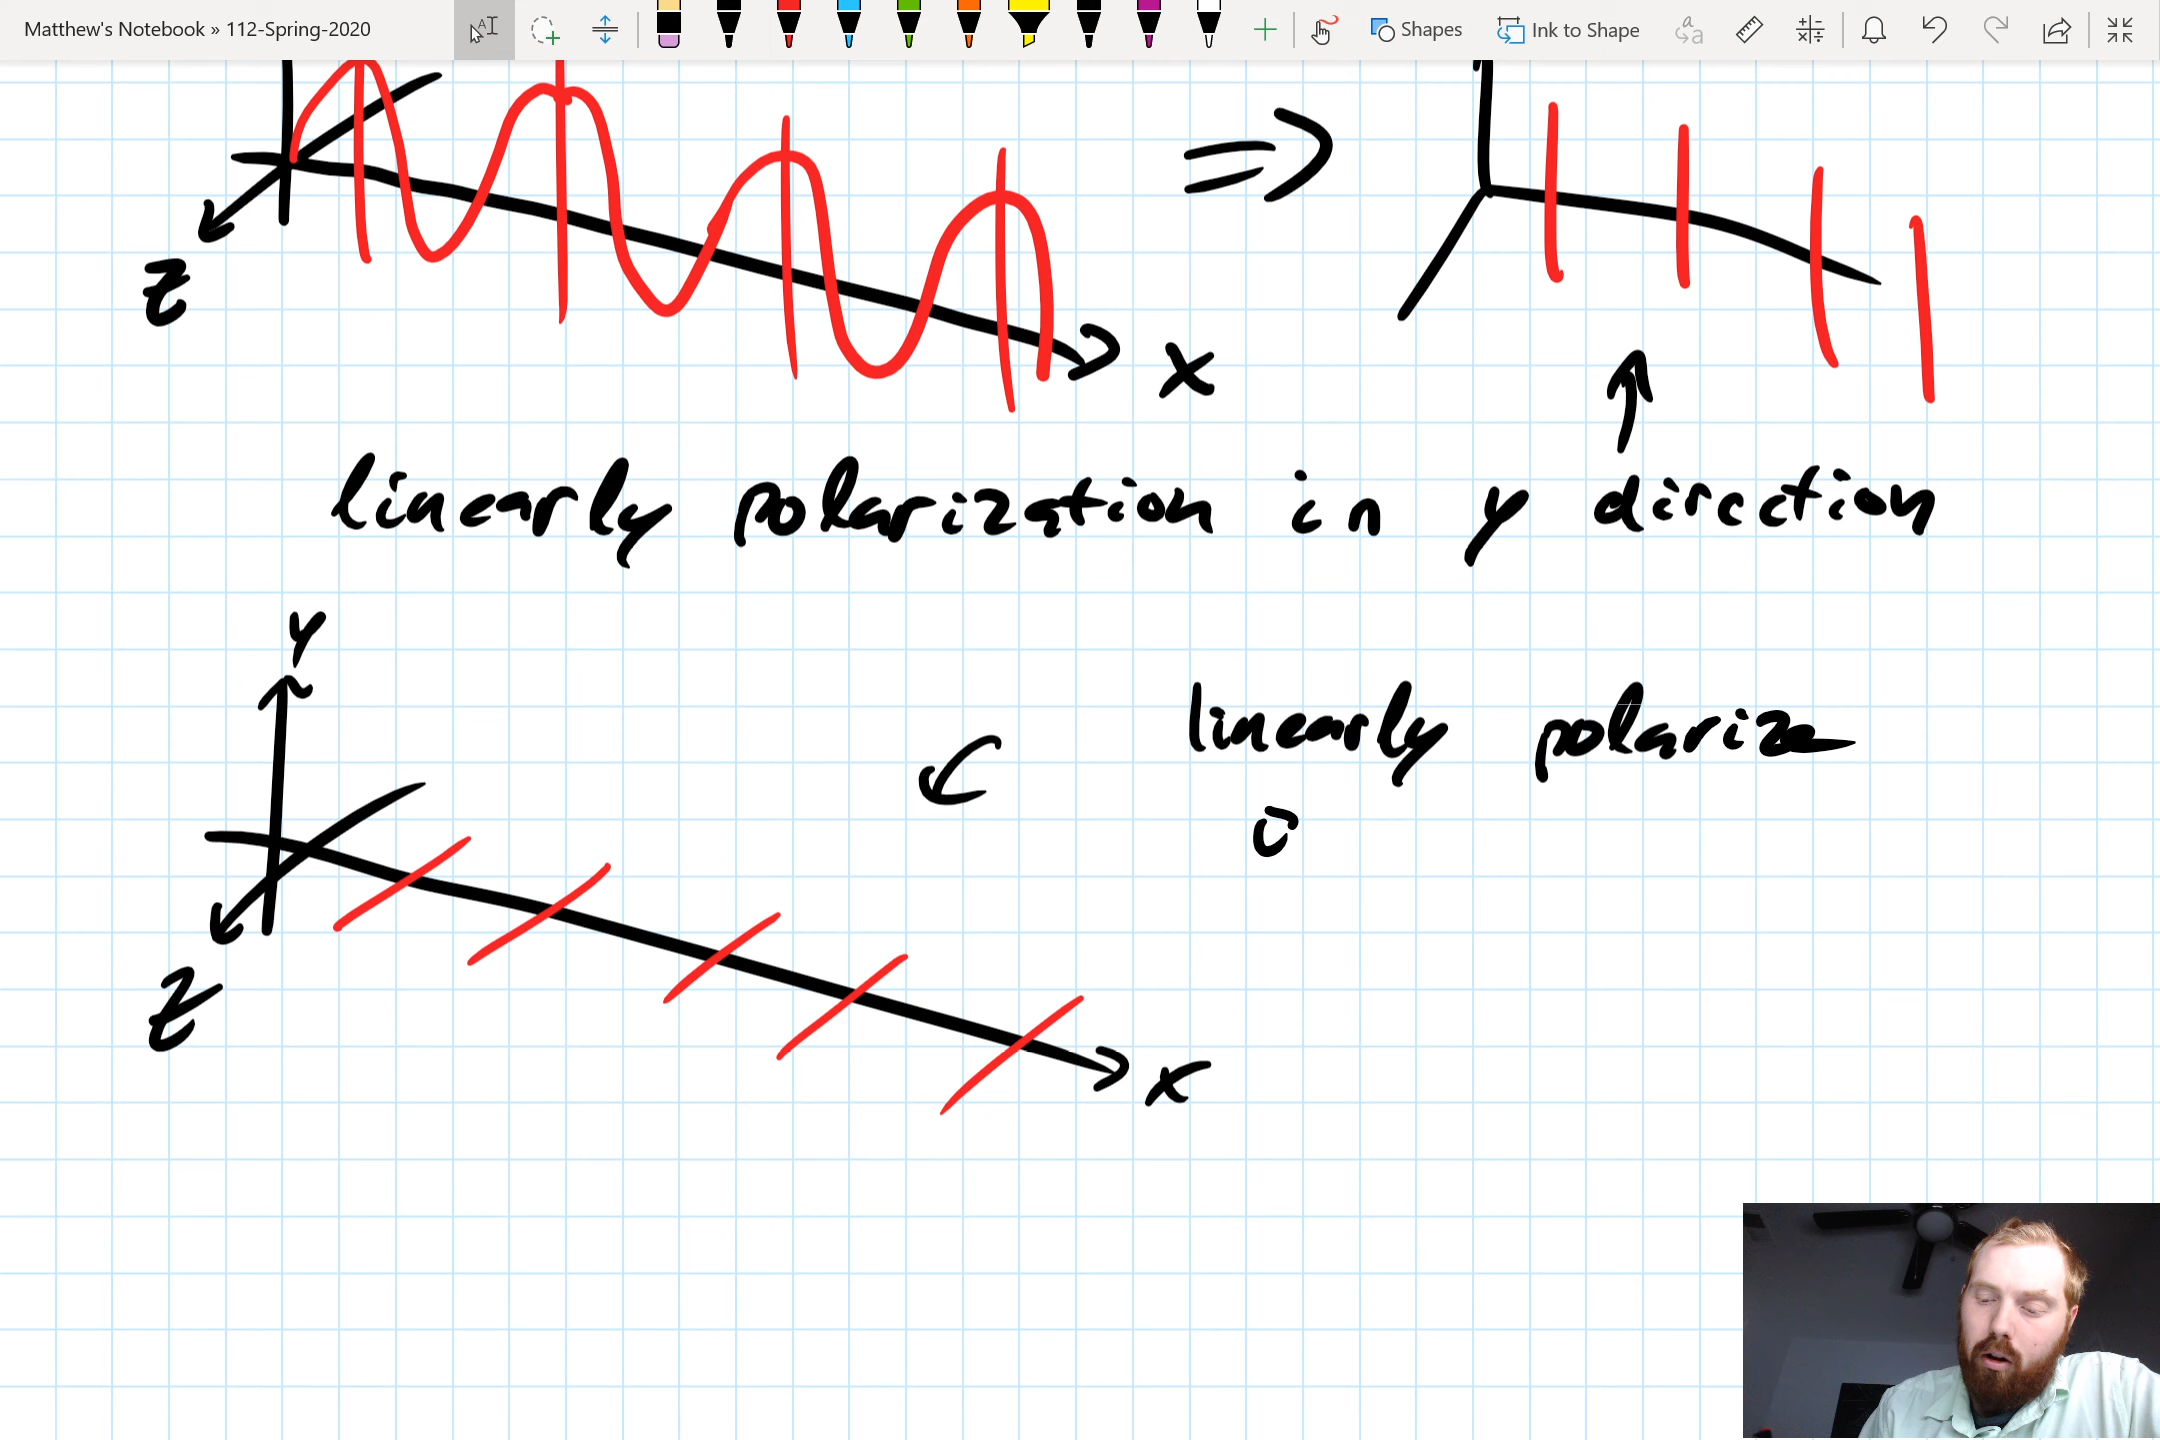 Matthew's Notebook » 112-Spring-2020
Shapes
Ink to Shape
z
x
linearly polarization in y direction
y
linearly polarize
z
x